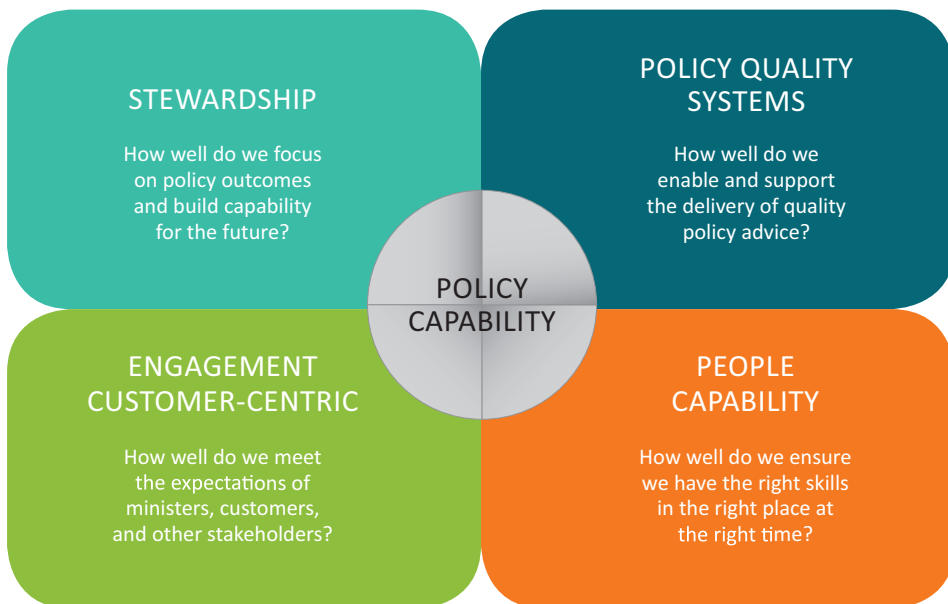 STEWARDSHIP
How well do we focus
on policy outcomes
and build capability
for the future?
POLICY QUALITY
SYSTEMS
How well do we
enable and support
the delivery of quality
policy advice?
POLICY
CAPABILITY
ENGAGEMENT
CUSTOMER-CENTRIC
How well do we meet
the expectations of
ministers, customers,
and other stakeholders?
PEOPLE
CAPABILITY
How well do we ensure
we have the right skills
in the right place at
the right time?